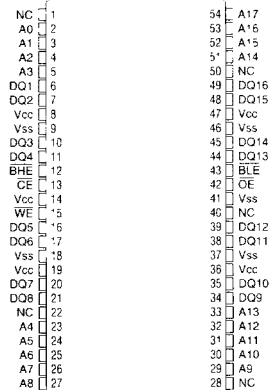 NC 1 54 A17
A0 2 53 A16
A1 3 52 A15
A2 4 51 A14
A3 5 50 NC
DQ1 6 49 DQ16
DQ2 7 48 DQ15
Vcc 8 47 Vcc
Vss 9 46 Vss
DQ3 10 45 DQ14
DQ4 11 44 DQ13
BHE 12 43 BLE
CE 13 42 OE
Vcc 14 41 Vss
WE 15 40 NC
DQ5 16 39 DQ12
DQ6 17 38 DQ11
Vss 18 37 Vss
Vcc 19 36 Vcc
DQ7 20 35 DQ10
DQ8 21 34 DQ9
NC 22 33 A13
A4 23 32 A12
A5 24 31 A11
A6 25 30 A10
A7 26 29 A9
A8 27 28 NC